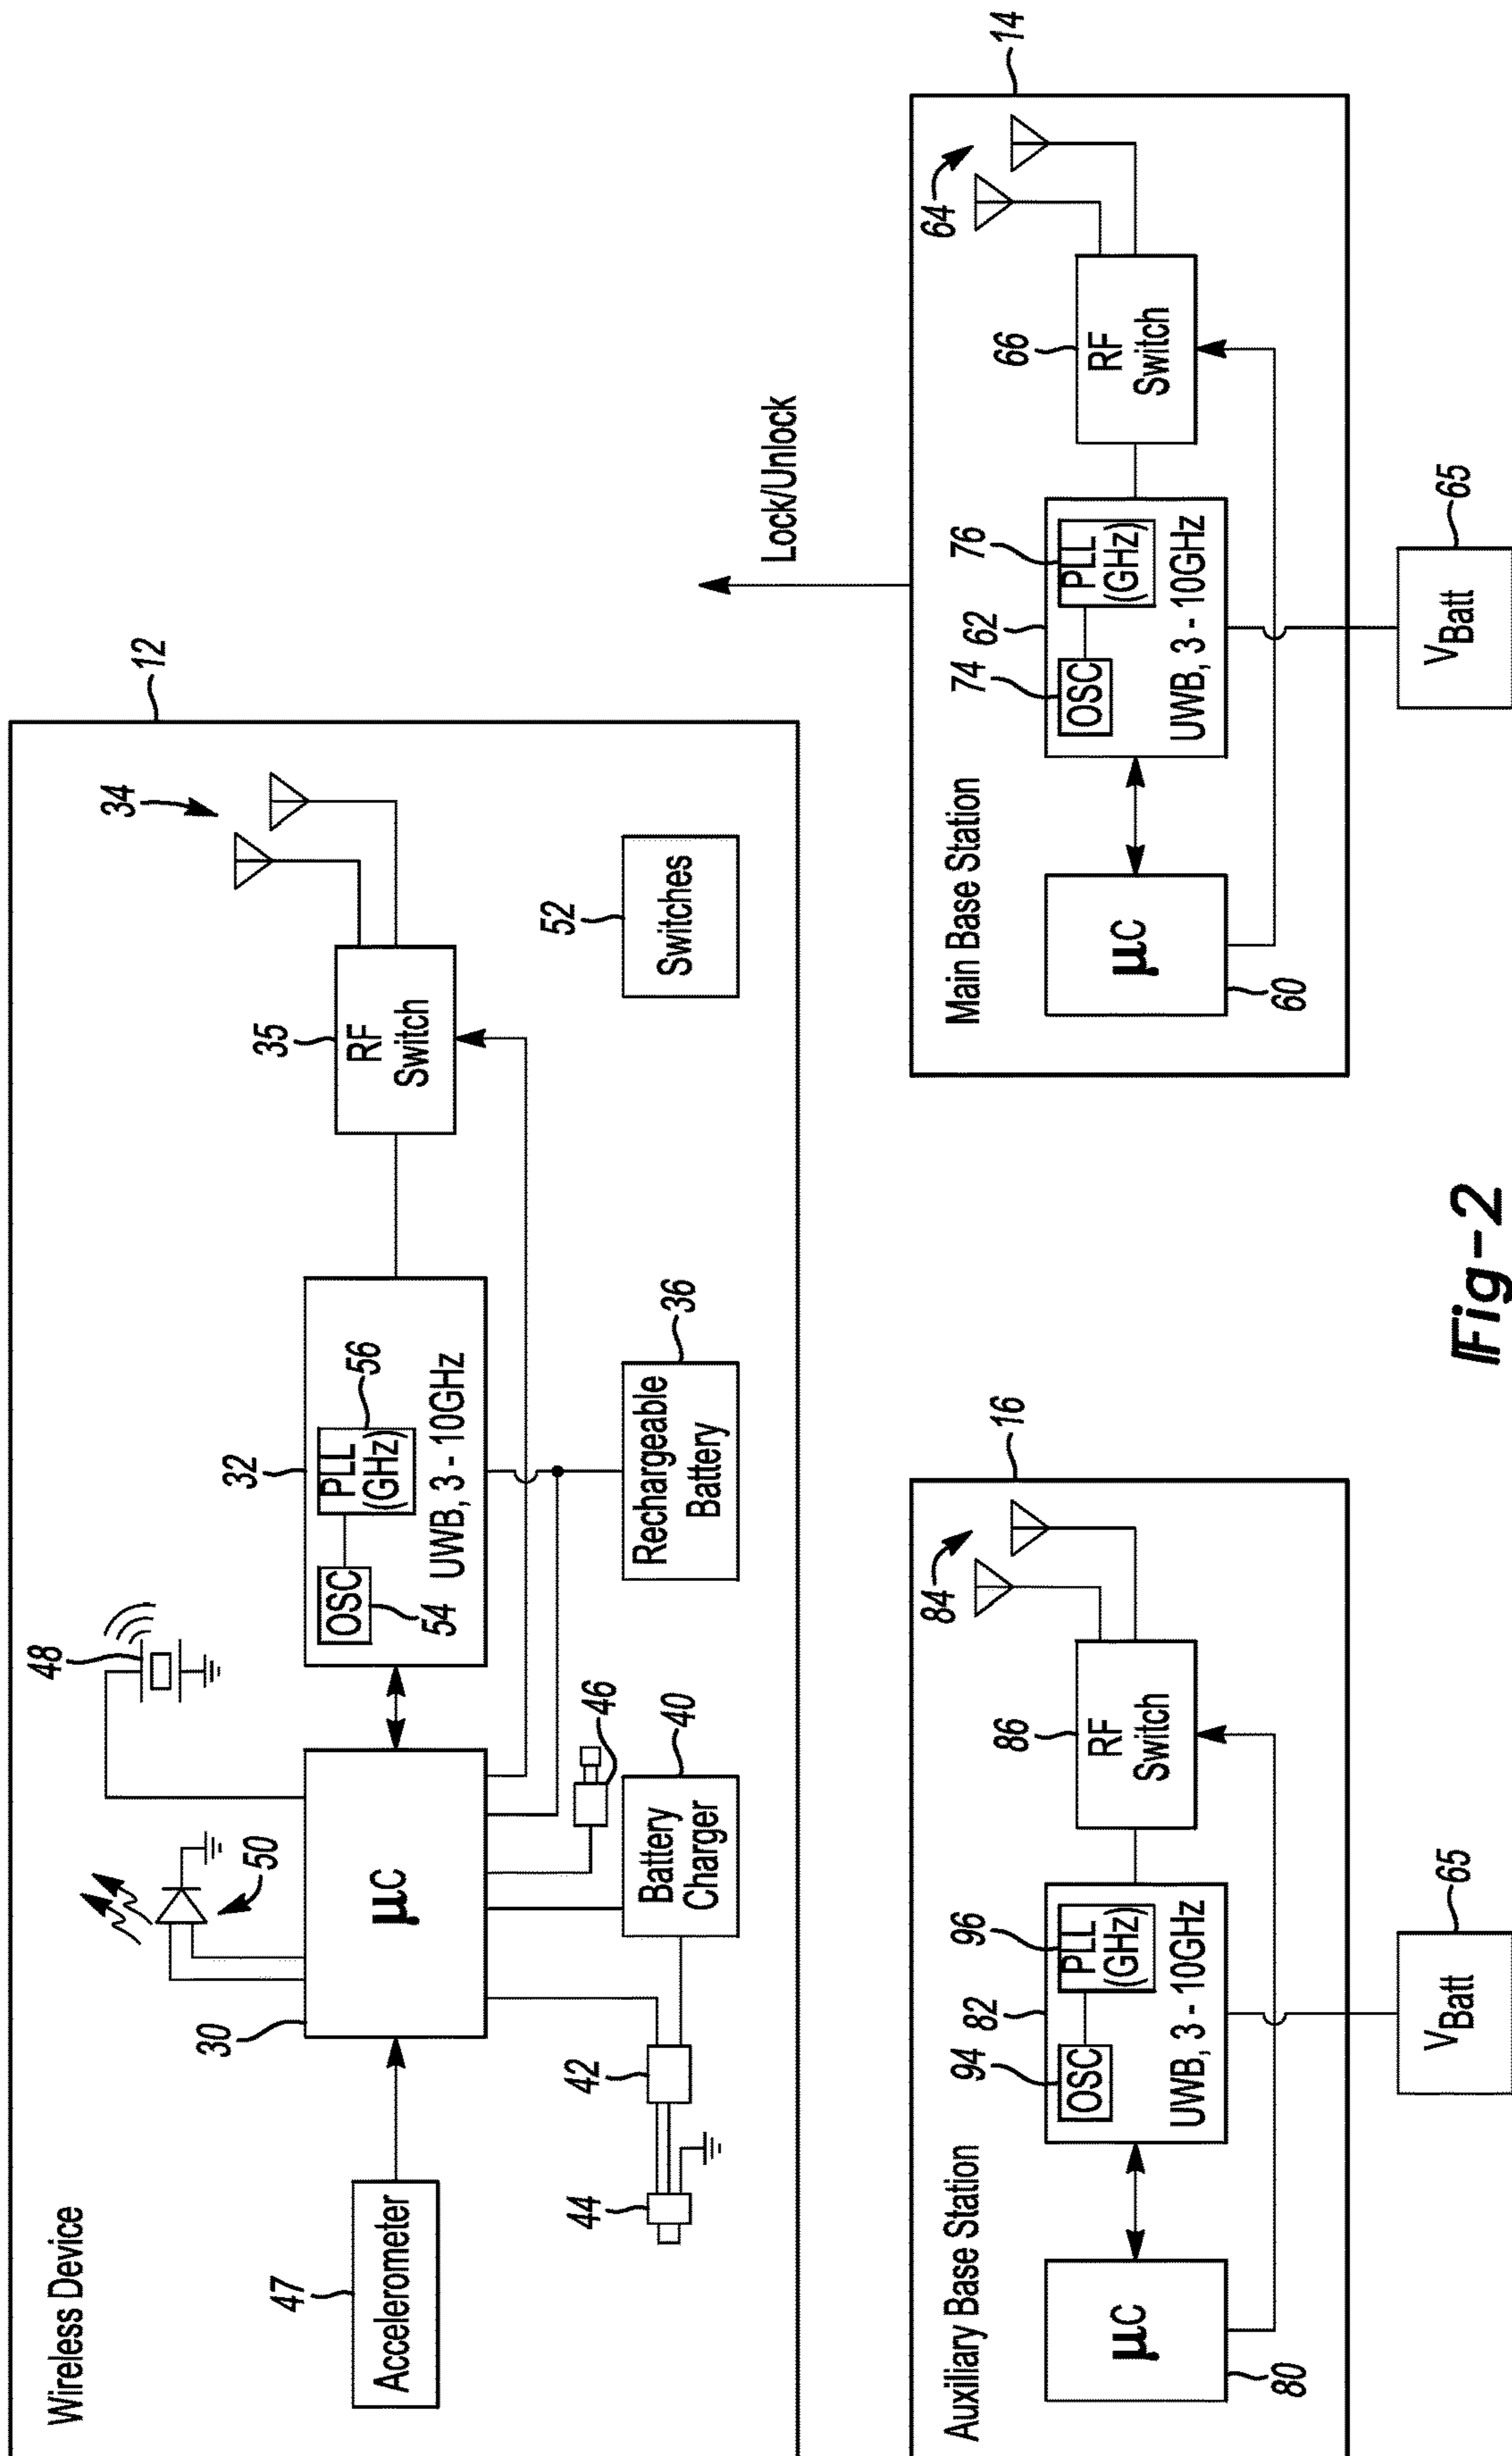 Wireless Device
12
34
48
50
35
RF
Switch
32
OSC
PLL
(GHz)
56
54
UWB, 3 - 10GHz
30
µC
47
Accelerometer
52
Switches
36
Rechargeable
Battery
46
40
Battery
Charger
42
44
Lock/Unlock
Auxiliary Base Station
16
84
86
RF
Switch
82
94
96
OSC
PLL
(GHz)
UWB, 3 - 10GHz
µC
80
VBatt
65
Main Base Station
14
64
66
RF
Switch
62
74
76
OSC
PLL
(GHz)
UWB, 3 - 10GHz
µC
60
VBatt
65
Fig-2